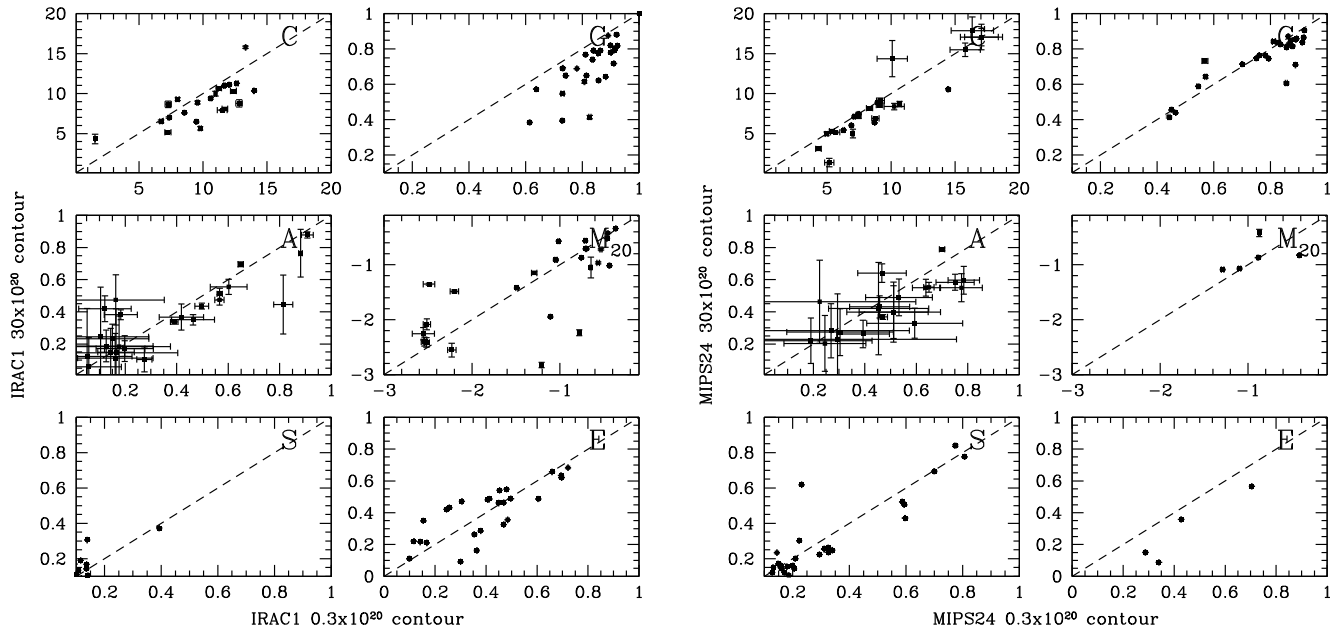 20
15
10
5
C
5 10 15 20
1
0.8
0.6
0.4
0.2
G
0.2 0.4 0.6 0.8 1
1
0.8
0.6
0.4
0.2
A
0.2 0.4 0.6 0.8 1
−1
−2
−3
M₂₀
−3 −2 −1
1
0.8
0.6
0.4
0.2
S
0.2 0.4 0.6 0.8 1
1
0.8
0.6
0.4
0.2
0
E
0 0.2 0.4 0.6 0.8 1
IRAC1 30x10²⁰ contour
IRAC1 0.3x10²⁰ contour
20
15
10
5
C
5 10 15 20
1
0.8
0.6
0.4
0.2
G
0.2 0.4 0.6 0.8 1
1
0.8
0.6
0.4
0.2
A
0.2 0.4 0.6 0.8 1
−1
−2
−3
M₂₀
−3 −2 −1
1
0.8
0.6
0.4
0.2
S
0.2 0.4 0.6 0.8 1
1
0.8
0.6
0.4
0.2
0
E
0 0.2 0.4 0.6 0.8 1
MIPS24 30x10²⁰ contour
MIPS24 0.3x10²⁰ contour